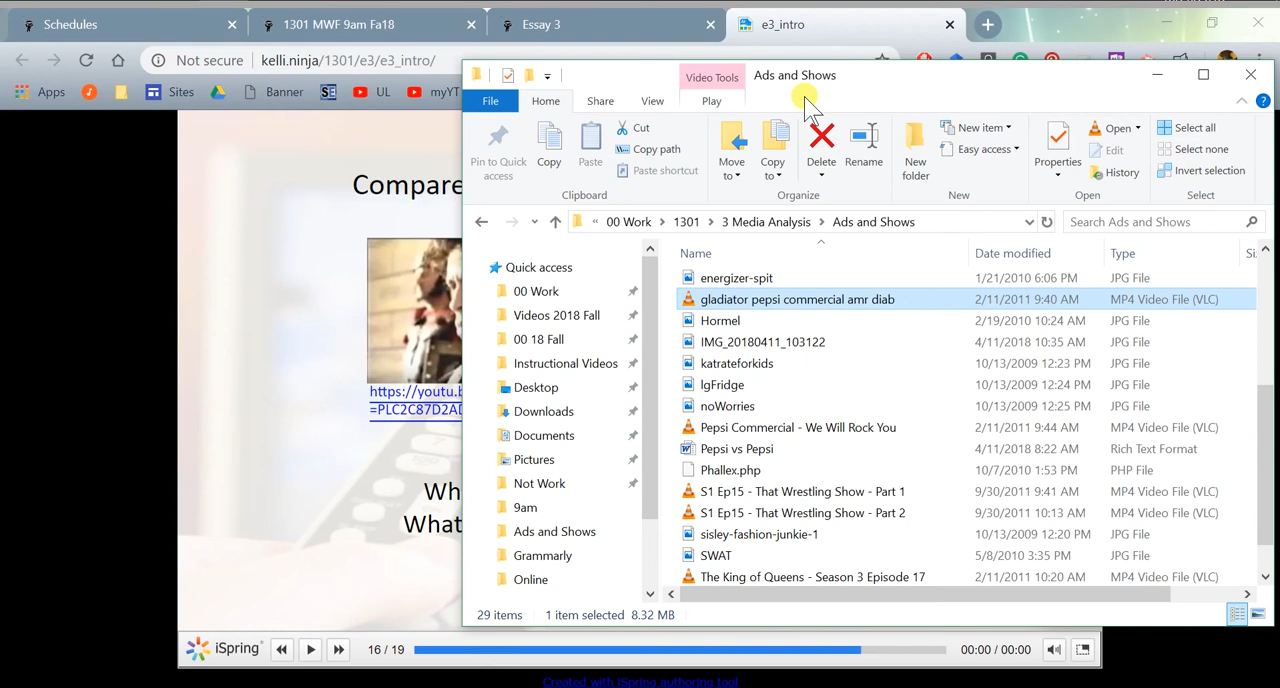 Schedules
1301 MWF 9am Fa18
Essay 3
e3_intro
Not secure kelli.ninja/1301/e3/e3_intro/
Apps
Sites
Banner
UL
myYT
Video Tools
Ads and Shows
File
Home
Share
View
Play
Pin to Quick access
Copy
Paste
Cut
Copy path
Paste shortcut
Clipboard
Move to
Copy to
Delete
Rename
Organize
New folder
New item
Easy access
New
Properties
Open
Edit
History
Open
Select all
Select none
Invert selection
Select
« 00 Work > 1301 > 3 Media Analysis > Ads and Shows
Search Ads and Shows
Quick access
00 Work
Videos 2018 Fall
00 18 Fall
Instructional Videos
Desktop
Downloads
Documents
Pictures
Not Work
9am
Ads and Shows
Grammarly
Online
Name Date modified Type Si
energizer-spit 1/21/2010 6:06 PM JPG File
gladiator pepsi commercial amr diab 2/11/2011 9:40 AM MP4 Video File (VLC)
Hormel 2/19/2010 10:24 AM JPG File
IMG_20180411_103122 4/11/2018 10:35 AM JPG File
katrateforkids 10/13/2009 12:23 PM JPG File
lgFridge 10/13/2009 12:24 PM JPG File
noWorries 10/13/2009 12:25 PM JPG File
Pepsi Commercial - We Will Rock You 2/11/2011 9:44 AM MP4 Video File (VLC)
Pepsi vs Pepsi 4/11/2018 8:22 AM Rich Text Format
Phallex.php 10/7/2010 1:53 PM PHP File
S1 Ep15 - That Wrestling Show - Part 1 9/30/2011 9:41 AM MP4 Video File (VLC)
S1 Ep15 - That Wrestling Show - Part 2 9/30/2011 10:13 AM MP4 Video File (VLC)
sisley-fashion-junkie-1 10/13/2009 12:20 PM JPG File
SWAT 5/8/2010 3:35 PM JPG File
The King of Queens - Season 3 Episode 17 2/11/2011 10:20 AM MP4 Video File (VLC)
29 items 1 item selected 8.32 MB
Compare
https://youtu.b
=PLC2C87D2AD
Wh
What
iSpring
16 / 19
00:00 / 00:00
Created with iSpring authoring tool